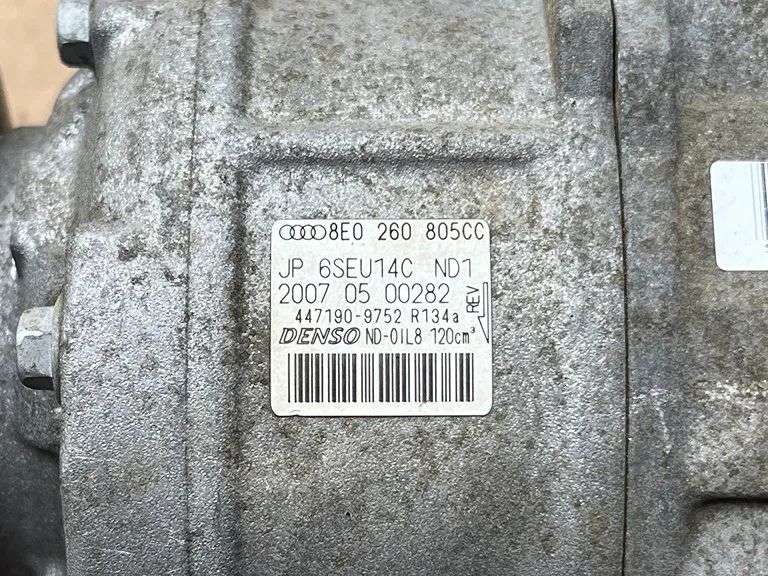 8E0 260 805CC
JP 6SEU14C ND1
2007 05 00282 REV
447190-9752 R134a
DENSO ND-OIL8 120cm³